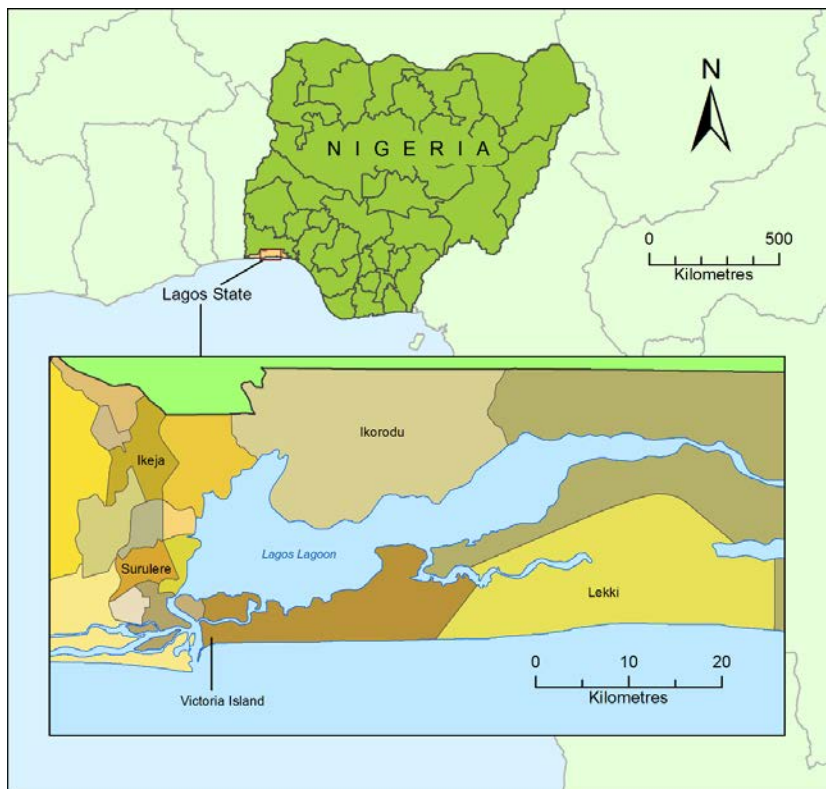 N
NIGERIA
0 500
Kilometres
Lagos State
Ikorodu
Ikeja
Lagos Lagoon
Surulere
Lekki
0 10 20
Kilometres
Victoria Island